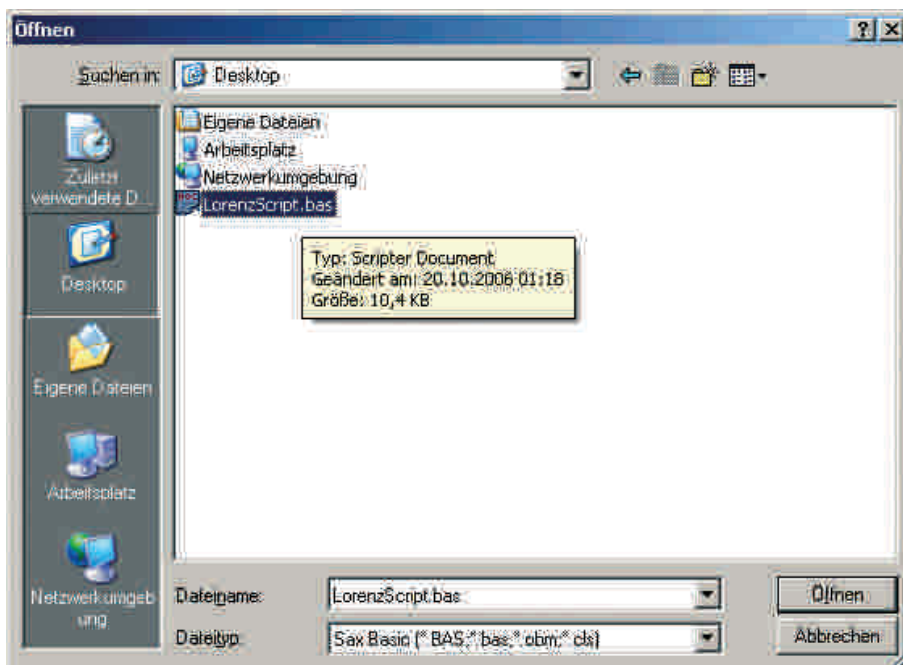 Öffnen
Suchen in:
Desktop
Zuletzt
verwendete D...
Desktop
Eigene Dateien
Arbeitsplatz
Netzwerkumgeb
ung
Eigene Dateien
Arbeitsplatz
Netzwerkumgebung
LorenzScript.bas
Typ: Scripter Document
Geändert am: 20.10.2006 01:18
Größe: 10,4 KB
Dateiname:
LorenzScript.bas
Öffnen
Dateityp:
Sax Basic (*.BAS;*.bas;*.obm;*.cls)
Abbrechen